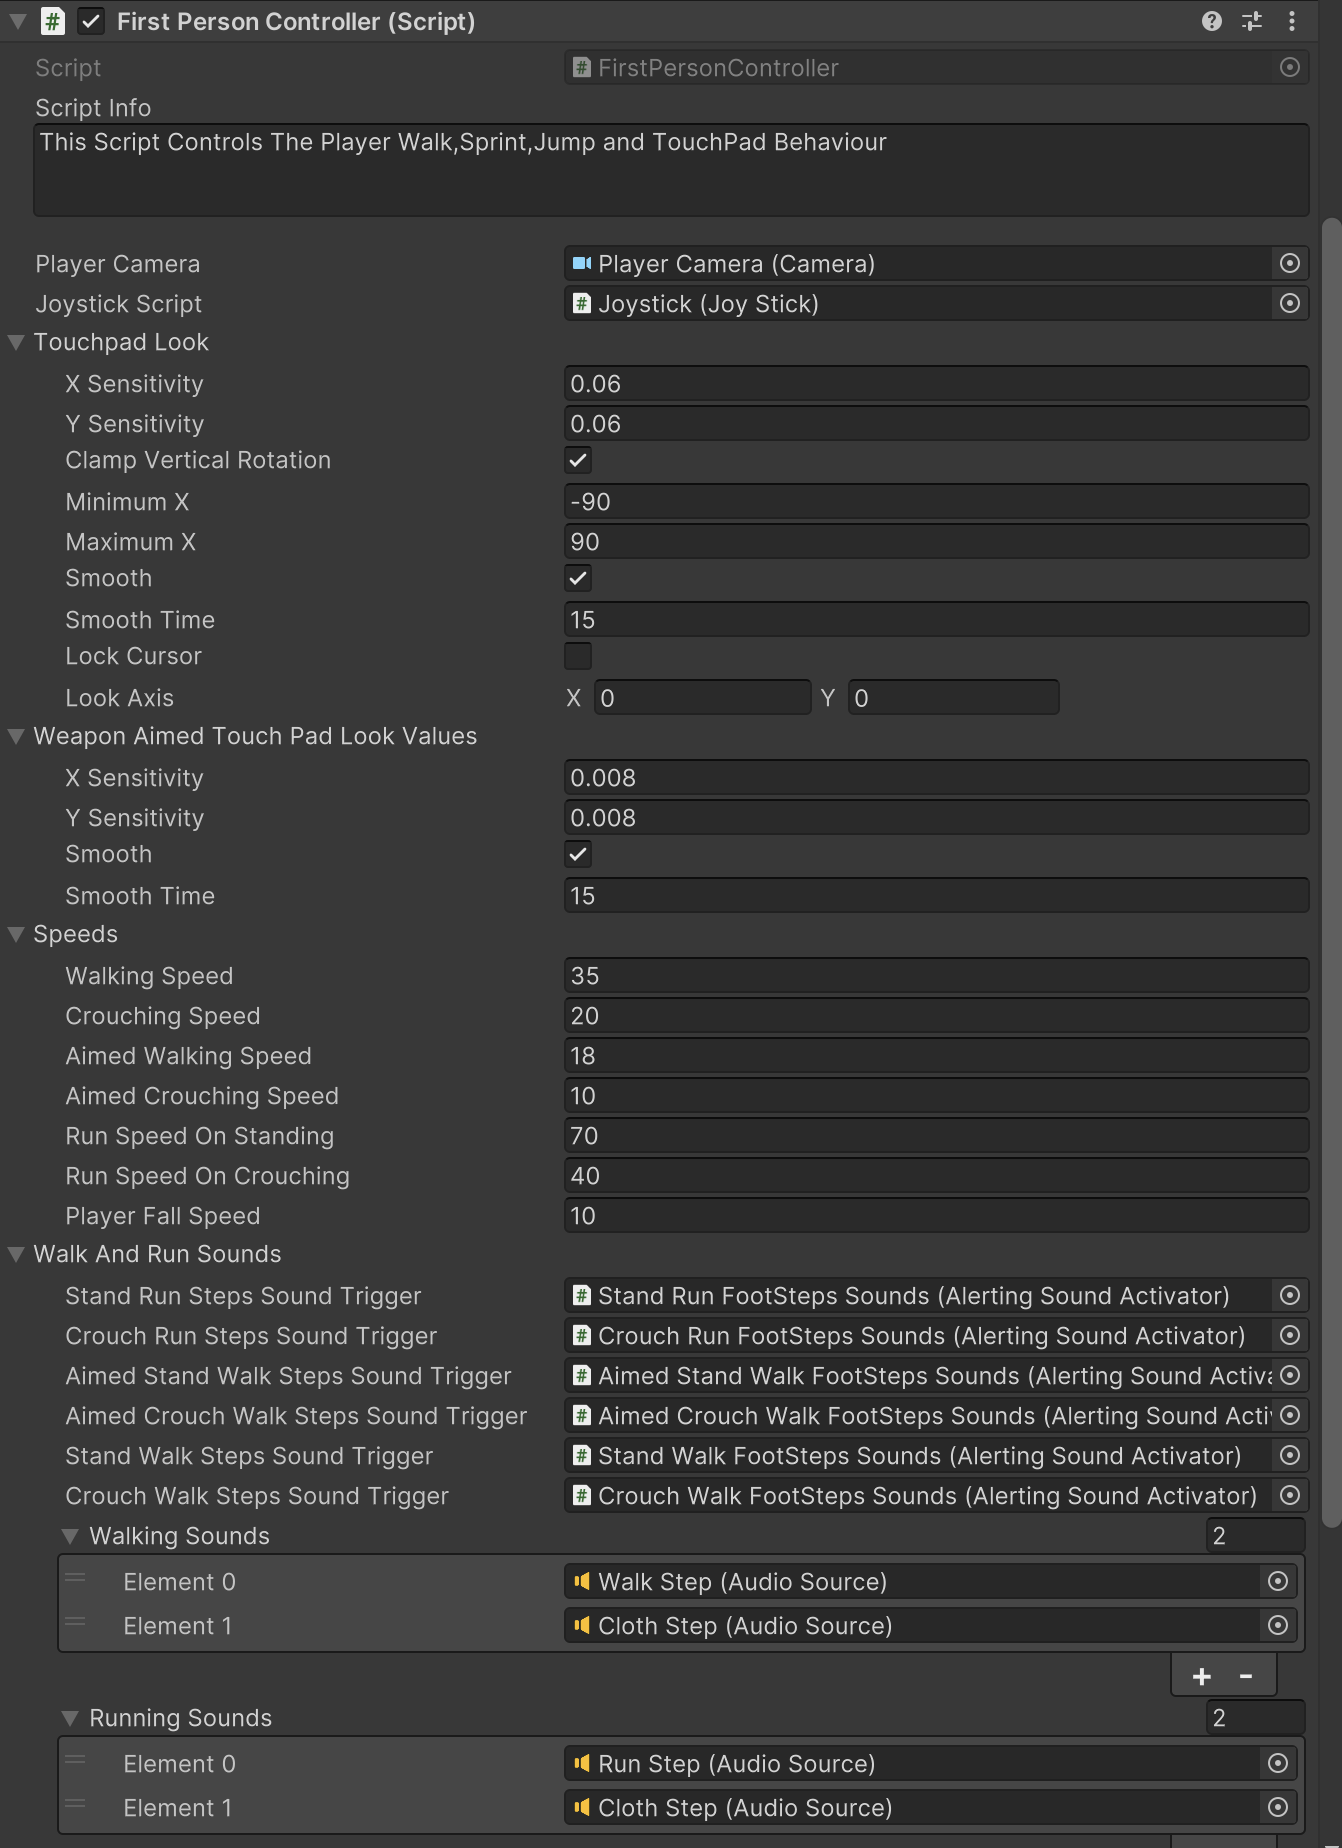 First Person Controller (Script)
Script FirstPersonController
Script Info
This Script Controls The Player Walk,Sprint,Jump and TouchPad Behaviour
Player Camera Player Camera (Camera)
Joystick Script Joystick (Joy Stick)
Touchpad Look
X Sensitivity 0.06
Y Sensitivity 0.06
Clamp Vertical Rotation
Minimum X -90
Maximum X 90
Smooth
Smooth Time 15
Lock Cursor
Look Axis X 0 Y 0
Weapon Aimed Touch Pad Look Values
X Sensitivity 0.008
Y Sensitivity 0.008
Smooth
Smooth Time 15
Speeds
Walking Speed 35
Crouching Speed 20
Aimed Walking Speed 18
Aimed Crouching Speed 10
Run Speed On Standing 70
Run Speed On Crouching 40
Player Fall Speed 10
Walk And Run Sounds
Stand Run Steps Sound Trigger Stand Run FootSteps Sounds (Alerting Sound Activator)
Crouch Run Steps Sound Trigger Crouch Run FootSteps Sounds (Alerting Sound Activator)
Aimed Stand Walk Steps Sound Trigger Aimed Stand Walk FootSteps Sounds (Alerting Sound Activa
Aimed Crouch Walk Steps Sound Trigger Aimed Crouch Walk FootSteps Sounds (Alerting Sound Activ
Stand Walk Steps Sound Trigger Stand Walk FootSteps Sounds (Alerting Sound Activator)
Crouch Walk Steps Sound Trigger Crouch Walk FootSteps Sounds (Alerting Sound Activator)
Walking Sounds 2
Element 0 Walk Step (Audio Source)
Element 1 Cloth Step (Audio Source)
+ -
Running Sounds 2
Element 0 Run Step (Audio Source)
Element 1 Cloth Step (Audio Source)